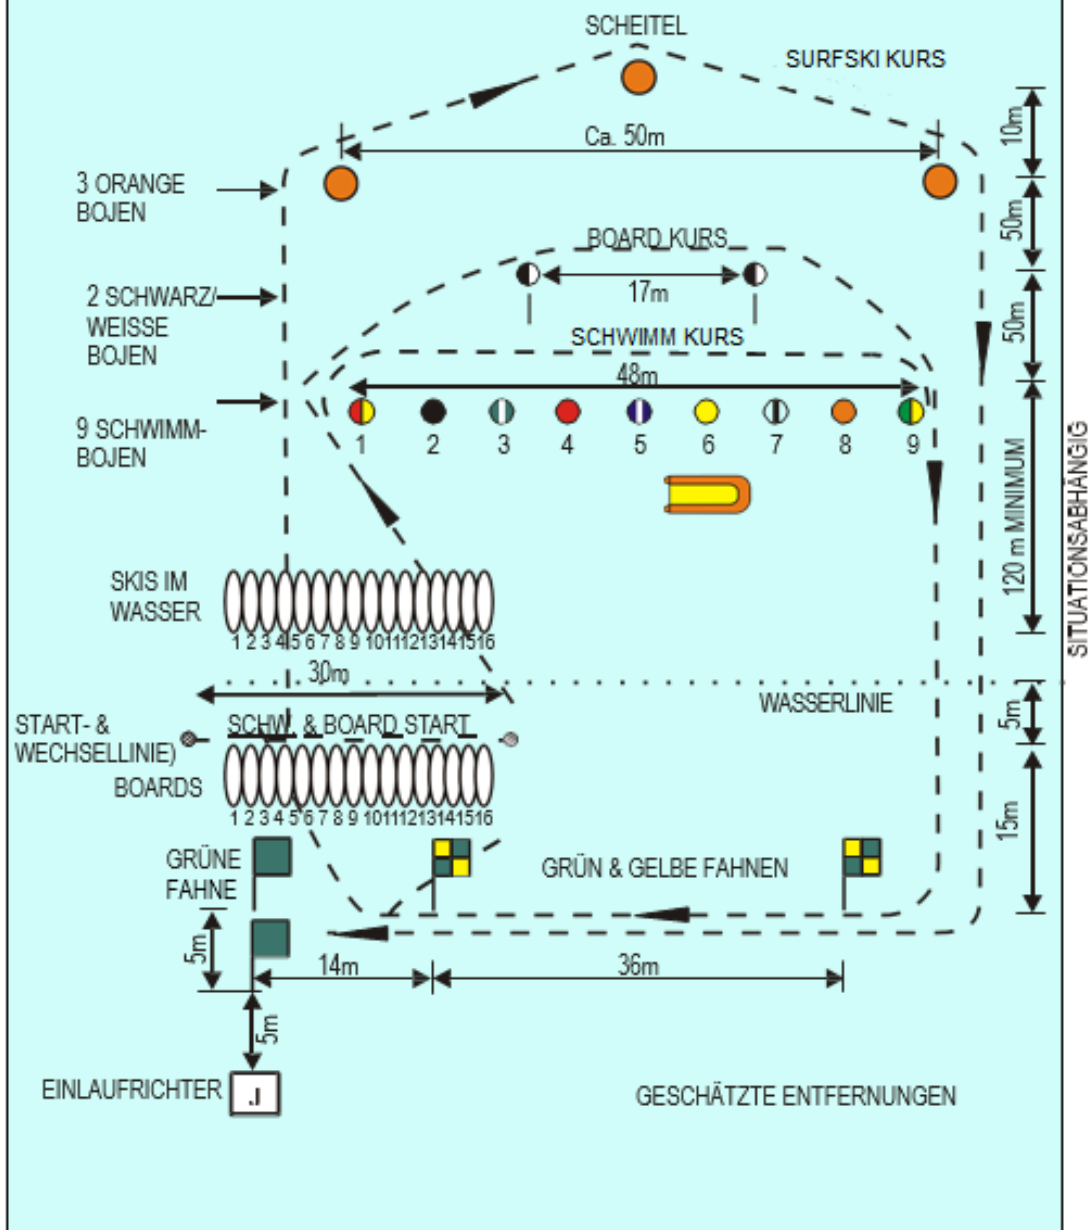 SCHEITEL
SURFSKI KURS
10m
Ca. 50m
3 ORANGE
BOJEN
50m
BOARD KURS
2 SCHWARZ/
WEISSE
BOJEN
17m
50m
SCHWIMM KURS
48m
9 SCHWIMM-
BOJEN
1 2 3 4 5 6 7 8 9
120 m MINIMUM
SITUATIONSABHÄNGIG
SKIS IM
WASSER
1 2 3 4 5 6 7 8 9 10 11 12 13 14 15 16
30m
WASSERLINIE
5m
START- &
WECHSELLINIE)
SCHW. & BOARD START
BOARDS
1 2 3 4 5 6 7 8 9 10 11 12 13 14 15 16
15m
GRÜNE
FAHNE
GRÜN & GELBE FAHNEN
5m
14m
36m
5m
EINLAUFRICHTER
J
GESCHÄTZTE ENTFERNUNGEN